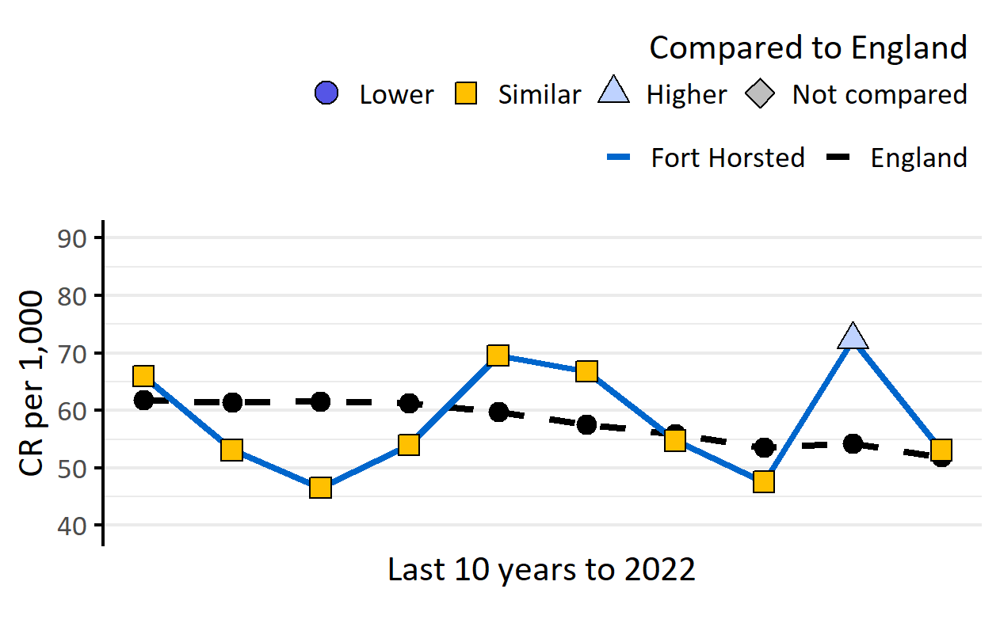 Compared to England
Lower Similar Higher Not compared
Fort Horsted England
90
80
70
60
50
40
CR per 1,000
Last 10 years to 2022